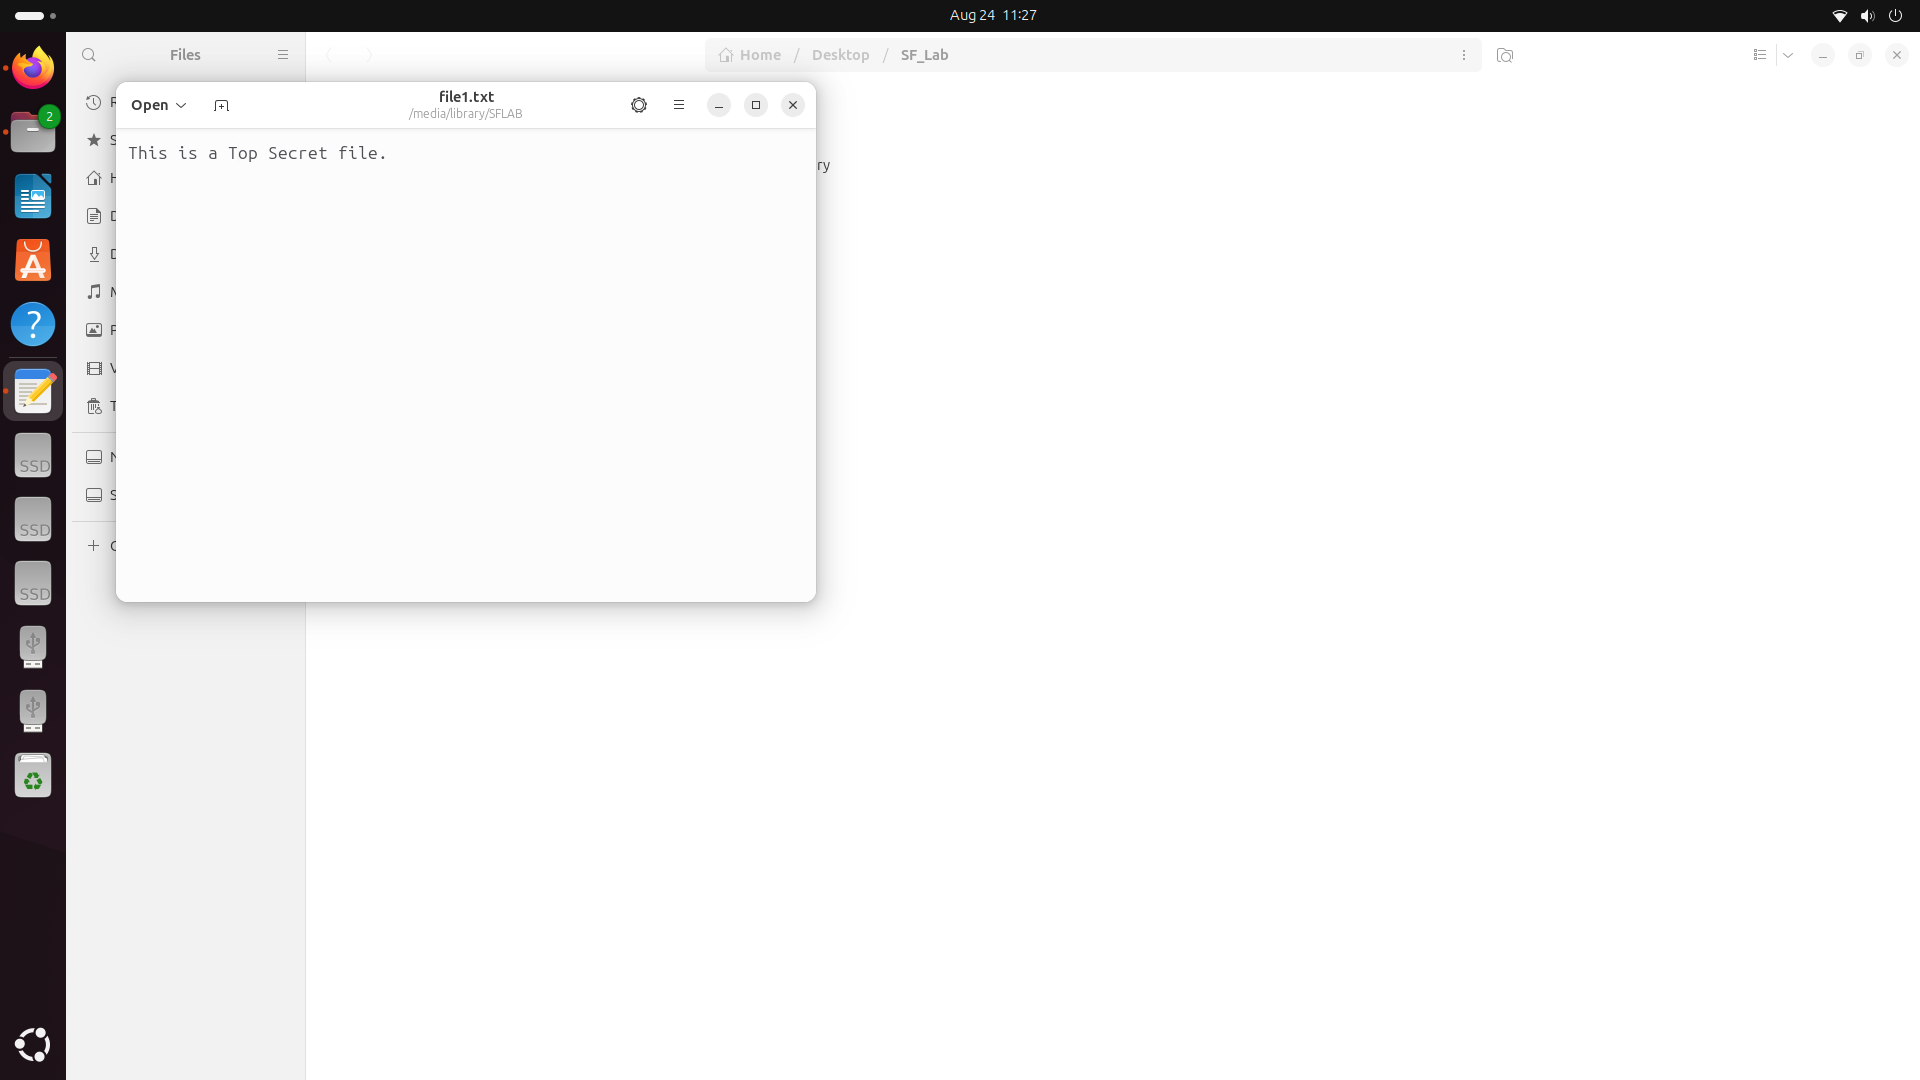 Aug 24 11:27
Files
Home / Desktop / SF_Lab
2
Open
file1.txt
/media/library/SFLAB
This is a Top Secret file.
ry
SSD
SSD
SSD